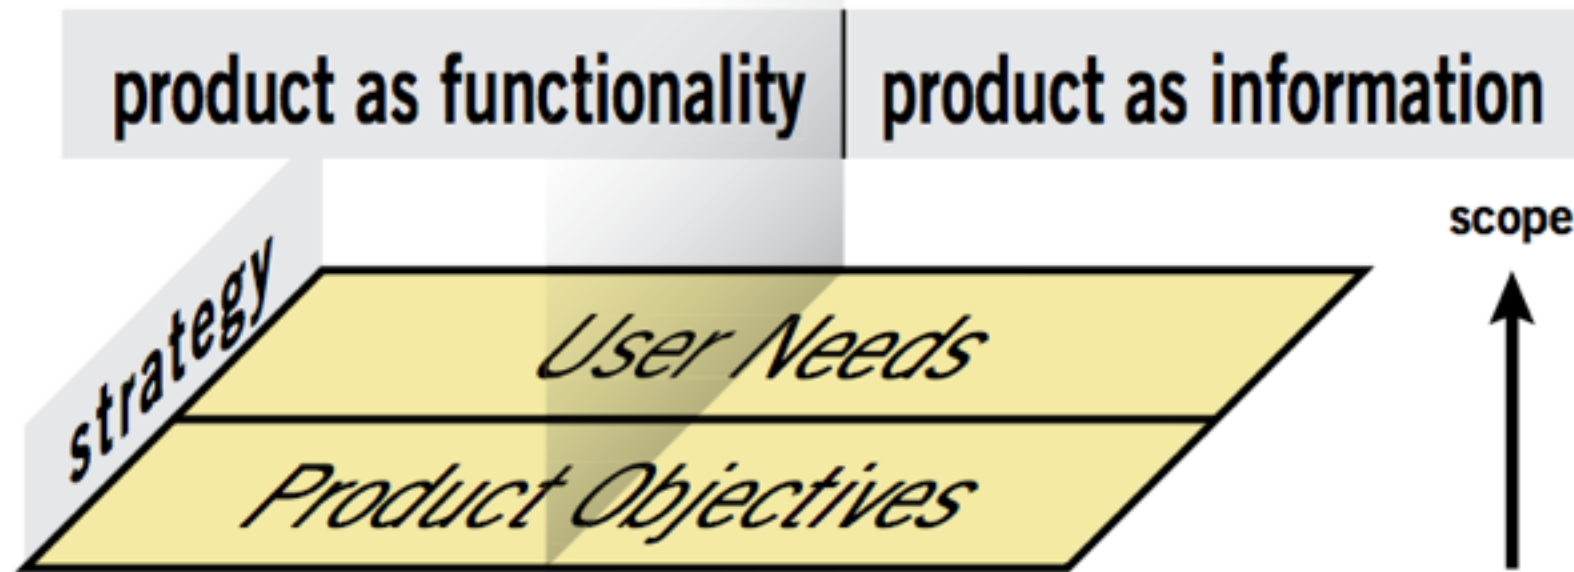 product as functionality
product as information
scope
strategy
User Needs
Product Objectives